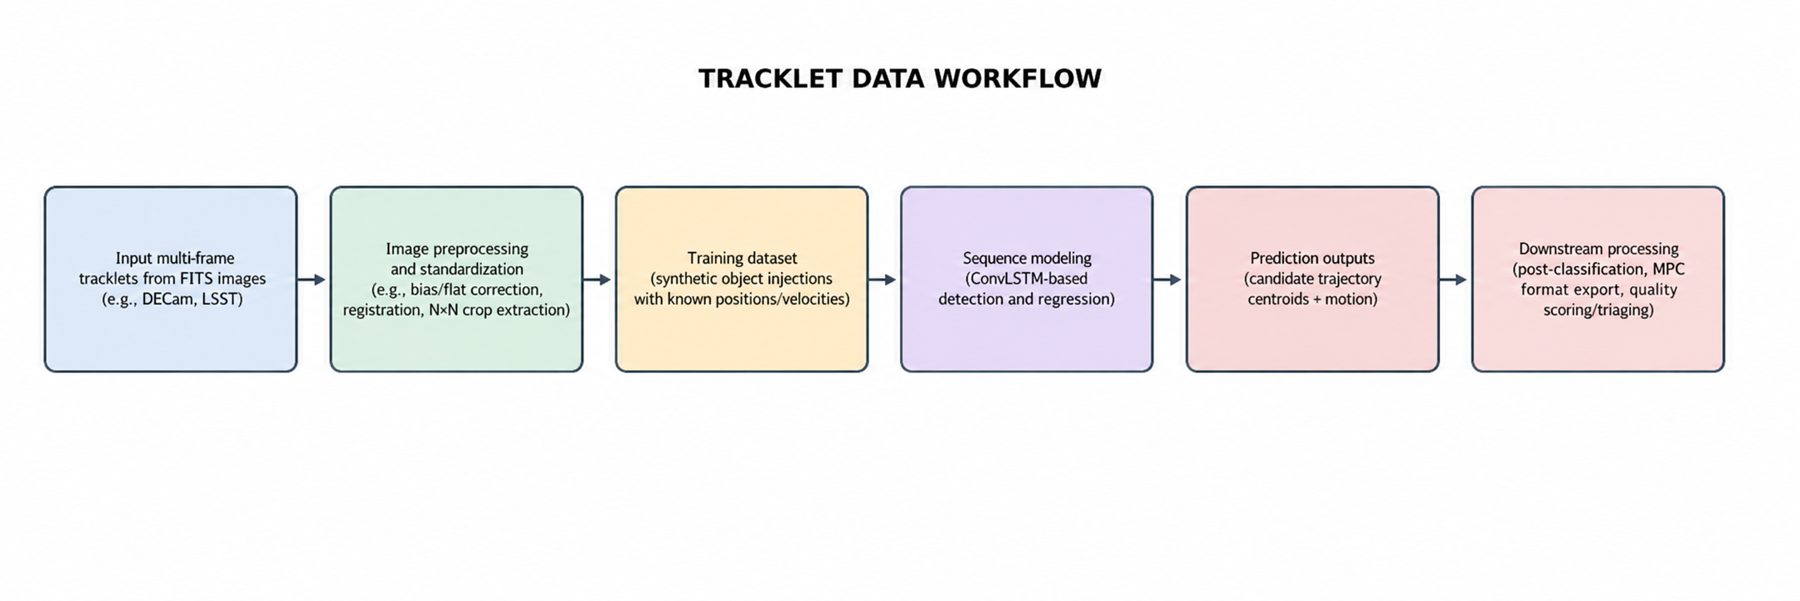 TRACKLET DATA WORKFLOW
Input multi-frame
tracklets from FITS images
(e.g., DECam, LSST)
Image preprocessing
and standardization
(e.g., bias/flat correction,
registration, N×N crop extraction)
Training dataset
(synthetic object injections
with known positions/velocities)
Sequence modeling
(ConvLSTM-based
detection and regression)
Prediction outputs
(candidate trajectory
centroids + motion)
Downstream processing
(post-classification, MPC
format export, quality
scoring/triaging)